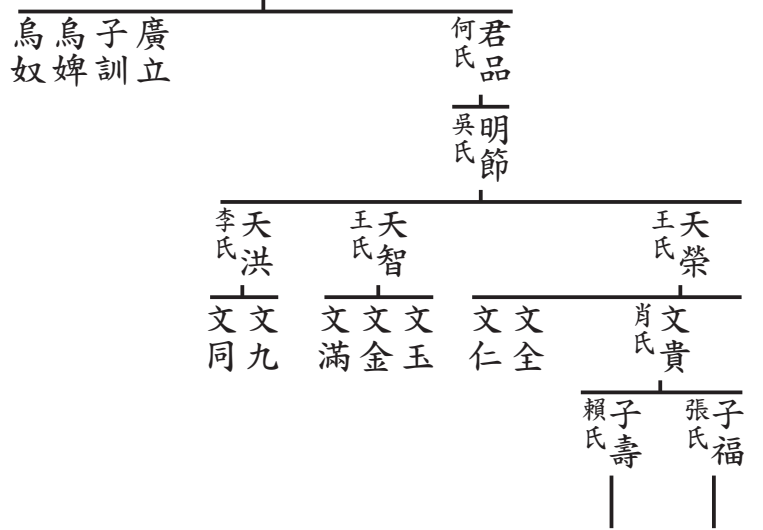 君品
何氏
廣立
子訓
烏婢
烏奴
明節
吳氏
天榮
王氏
天智
王氏
天洪
李氏
文貴
肖氏
文全
文仁
文玉
文金
文滿
文九
文同
子福
張氏
子壽
賴氏